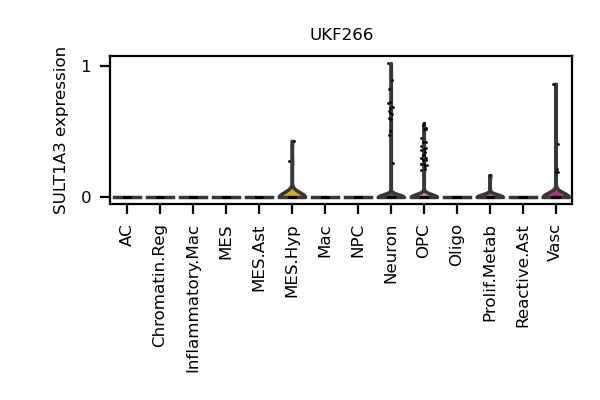 UKF266
SULT1A3 expression
1
0
AC
Chromatin.Reg
Inflammatory.Mac
MES
MES.Ast
MES.Hyp
Mac
NPC
Neuron
OPC
Oligo
Prolif.Metab
Reactive.Ast
Vasc